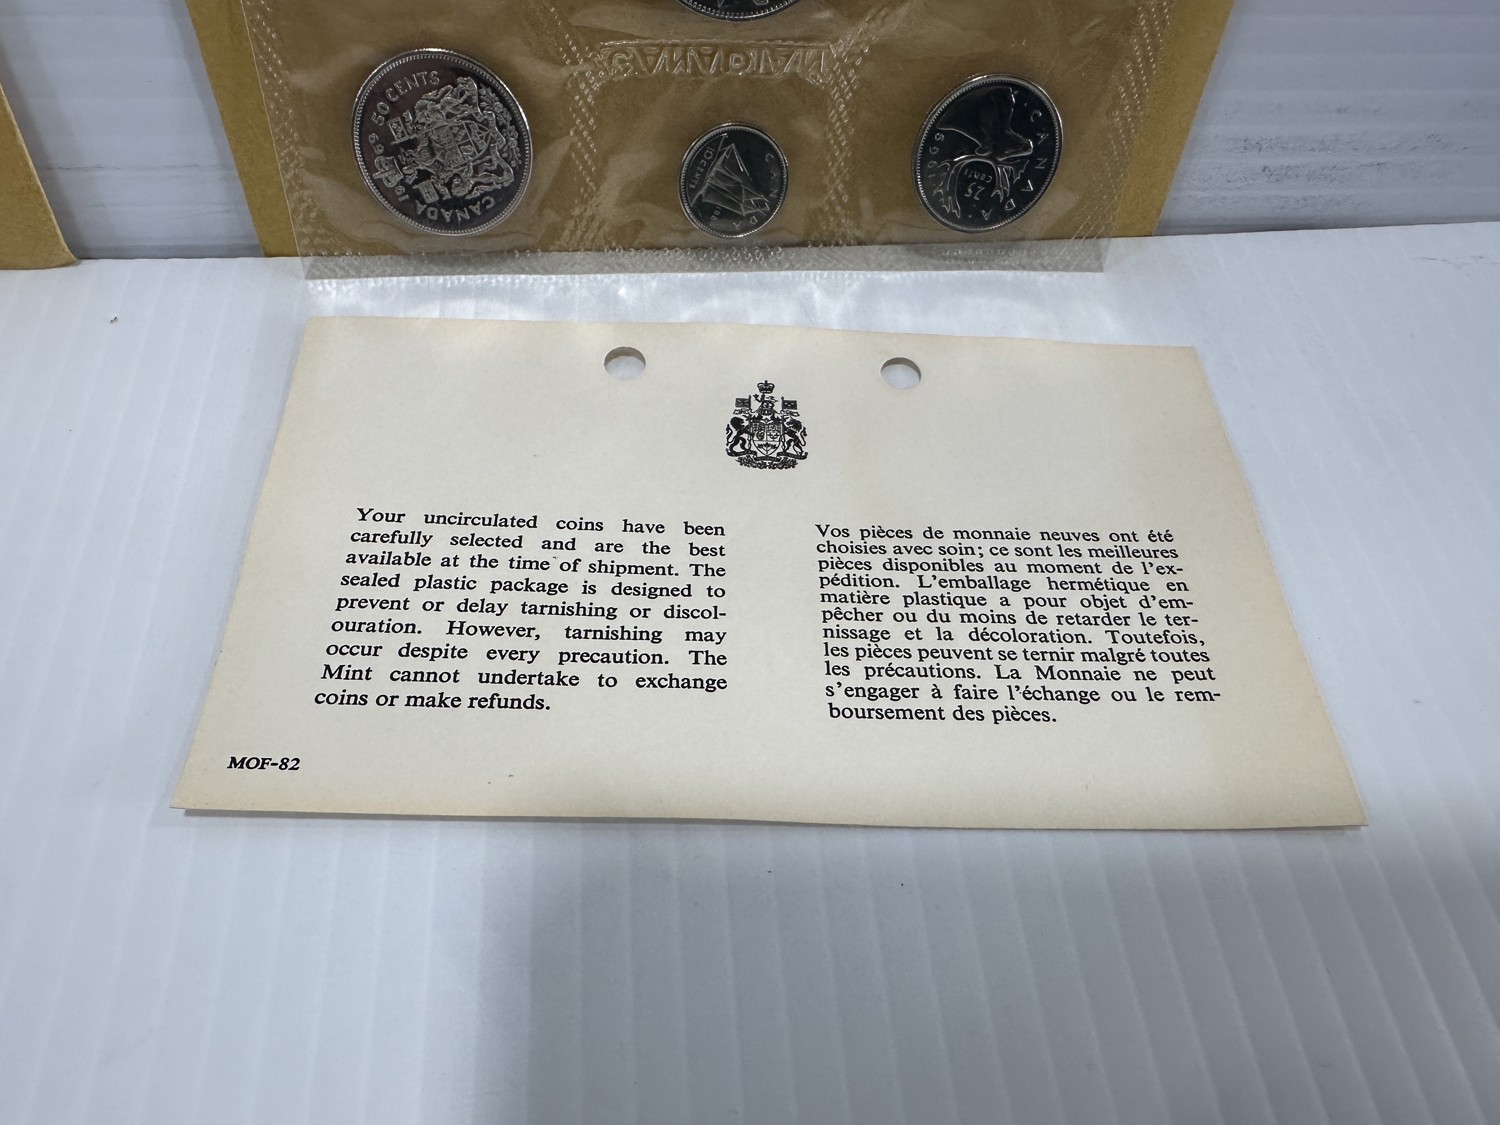 CANADIAN
50 CENTS
CANADA
1969
CANADA
10 CENTS
CANADA
25
CENTS
1969
Your uncirculated coins have been
carefully selected and are the best
available at the time of shipment. The
sealed plastic package is designed to
prevent or delay tarnishing or discol-
ouration. However, tarnishing may
occur despite every precaution. The
Mint cannot undertake to exchange
coins or make refunds.
MOF-82
Vos pièces de monnaie neuves ont été
choisies avec soin; ce sont les meilleures
pièces disponibles au moment de l'ex-
pédition. L'emballage hermétique en
matière plastique a pour objet d'em-
pêcher ou du moins de retarder le ter-
nissage et la décoloration. Toutefois,
les pièces peuvent se ternir malgré toutes
les précautions. La Monnaie ne peut
s'engager à faire l'échange ou le rem-
boursement des pièces.